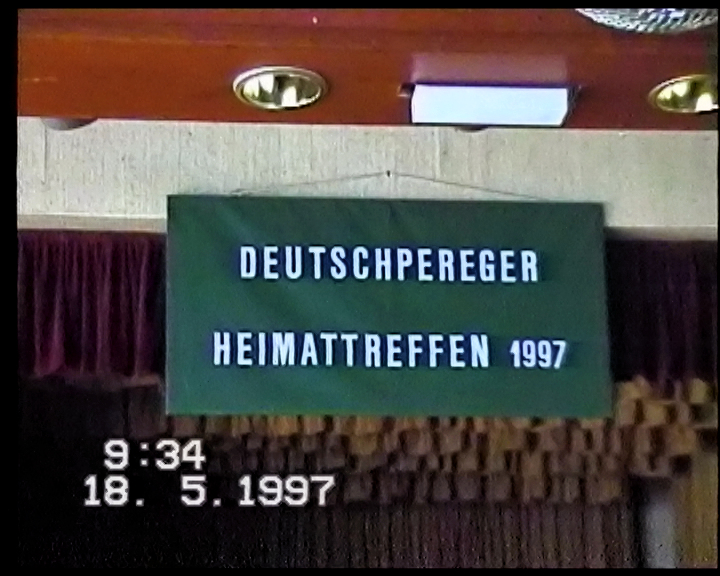 DEUTSCHPEREGER
HEIMATTREFFEN 1997
9:34
18. 5.1997